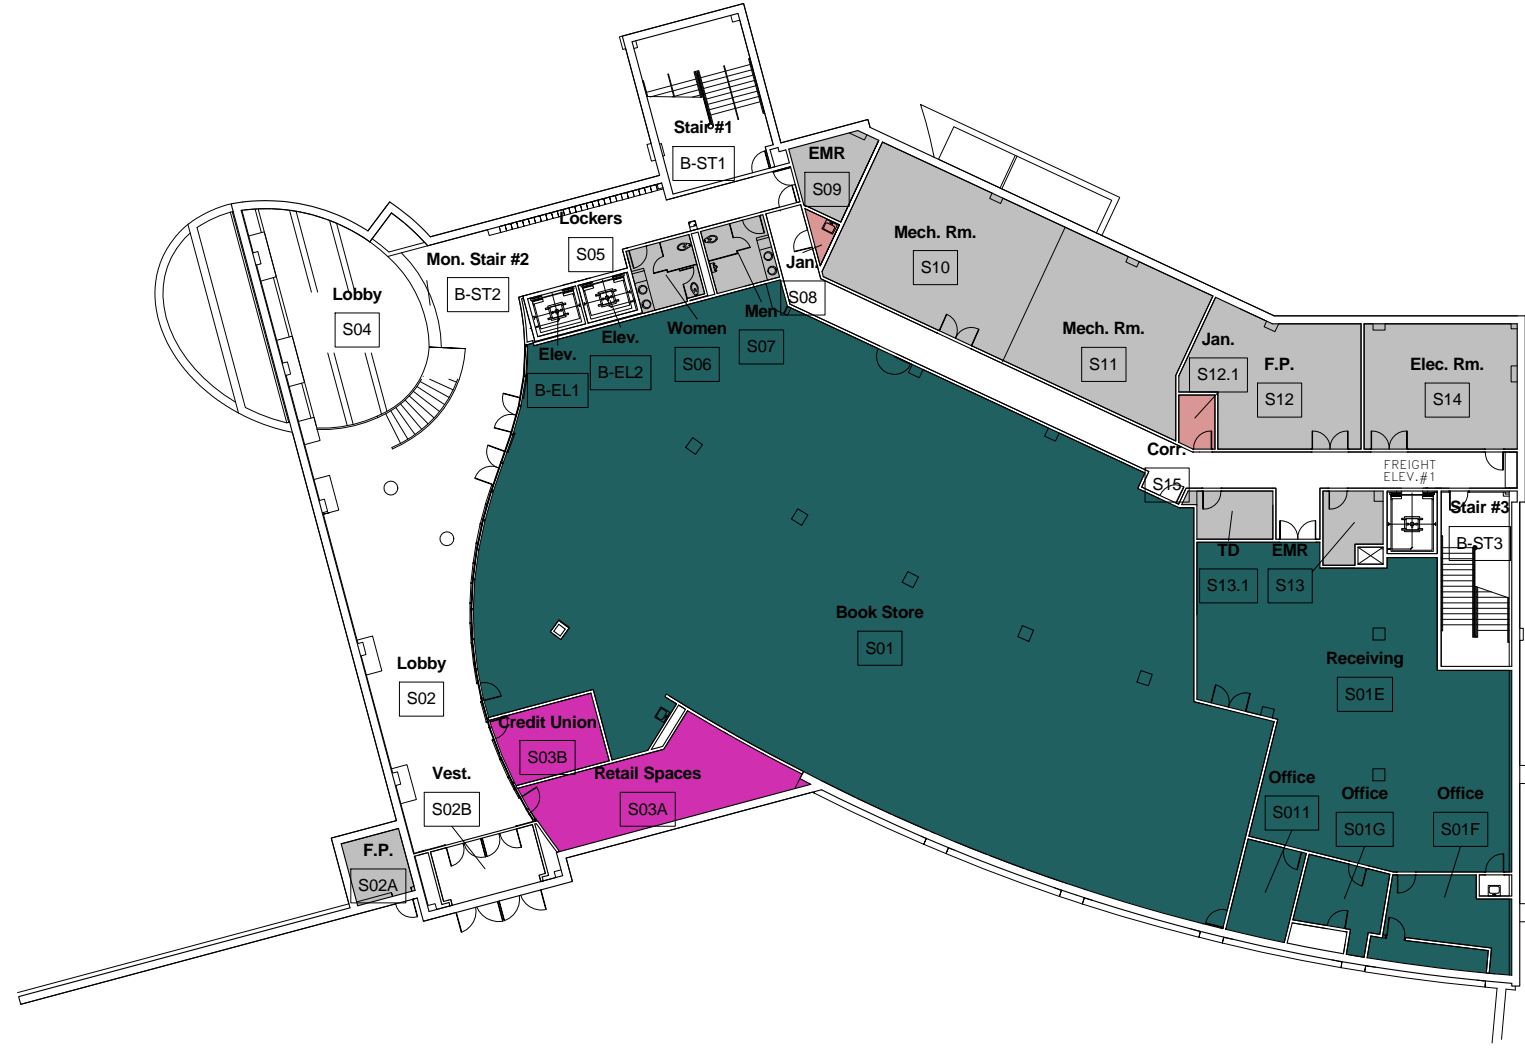 Stair #1
B-ST1
EMR
S09
Lockers
S05
Mech. Rm.
S10
Mon. Stair #2
B-ST2
Jan.
S08
Lobby
S04
Women
S06
Men
S07
Elev.
B-EL1
Elev.
B-EL2
Mech. Rm.
S11
Jan.
S12.1
F.P.
S12
Elec. Rm.
S14
Corr.
S15
FREIGHT
ELEV.#1
Stair #3
B-ST3
TD
S13.1
EMR
S13
Book Store
S01
Receiving
S01E
Lobby
S02
Credit Union
S03B
Retail Spaces
S03A
Vest.
S02B
Office
S011
Office
S01G
Office
S01F
F.P.
S02A